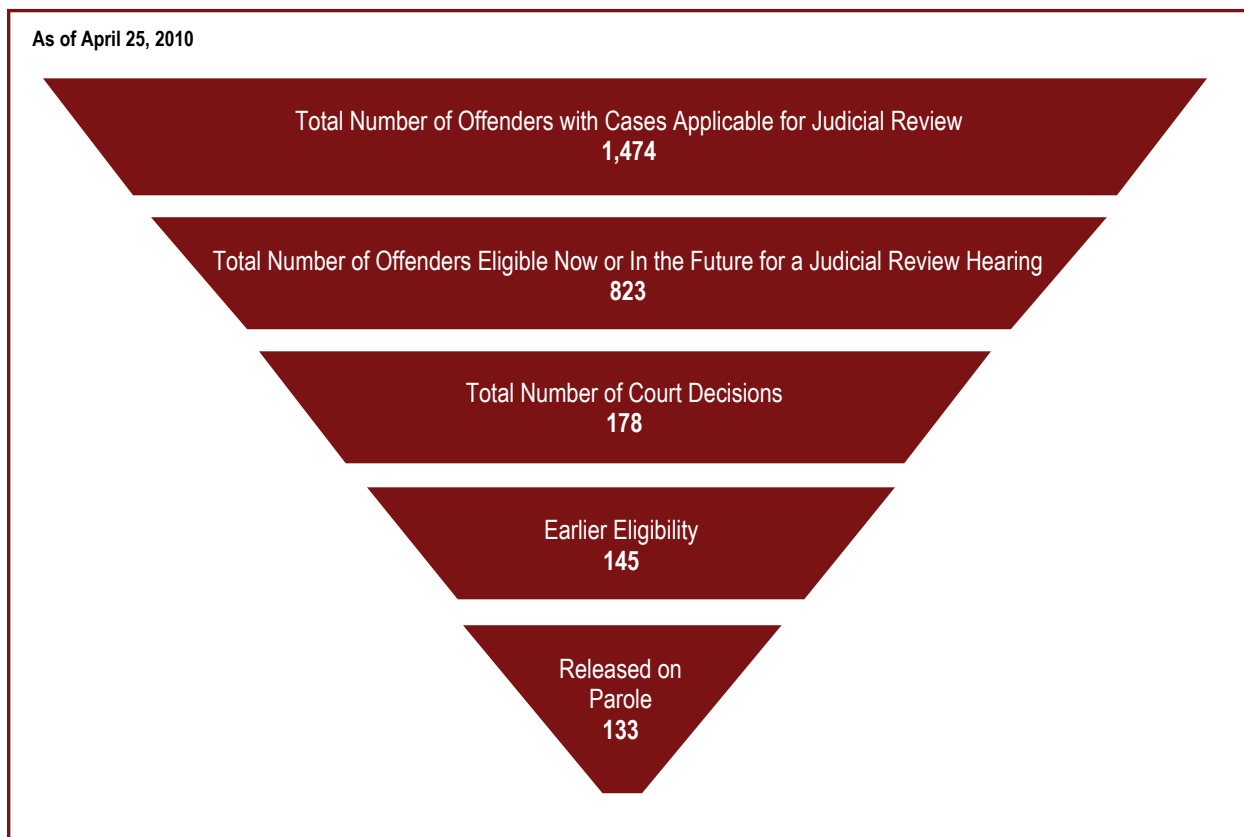 As of April 25, 2010
Total Number of Offenders with Cases Applicable for Judicial Review
1,474
Total Number of Offenders Eligible Now or In the Future for a Judicial Review Hearing
823
Total Number of Court Decisions
178
Earlier Eligibility
145
Released on
Parole
133